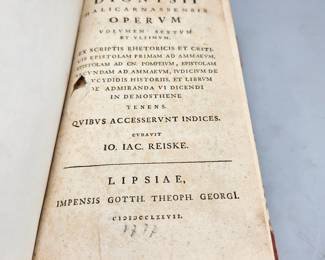 DIONYSII
HALICARNASSENSIS
OPERVM
VOLVMEN SEXTVM
ET VLTIMVM.
EX SCRIPTIS RHETORICIS ET CRITI-
CIS EPISTOLAM PRIMAM AD AMMAEVM,
EPISTOLAM AD CN. POMPEIVM, EPISTOLAM
SECVNDAM AD AMMAEVM, IVDICIVM DE
THVCYDIDIS HISTORIIS, ET LIBRVM
DE ADMIRANDA VI DICENDI
IN DEMOSTHENE
TENENS.
QVIBVS ACCESSERVNT INDICES.
CVRAVIT
IO. IAC. REISKE.
LIPSIAE,
IMPENSIS GOTTH. THEOPH. GEORGI.
CIƆIƆCCLXXVII.
1777